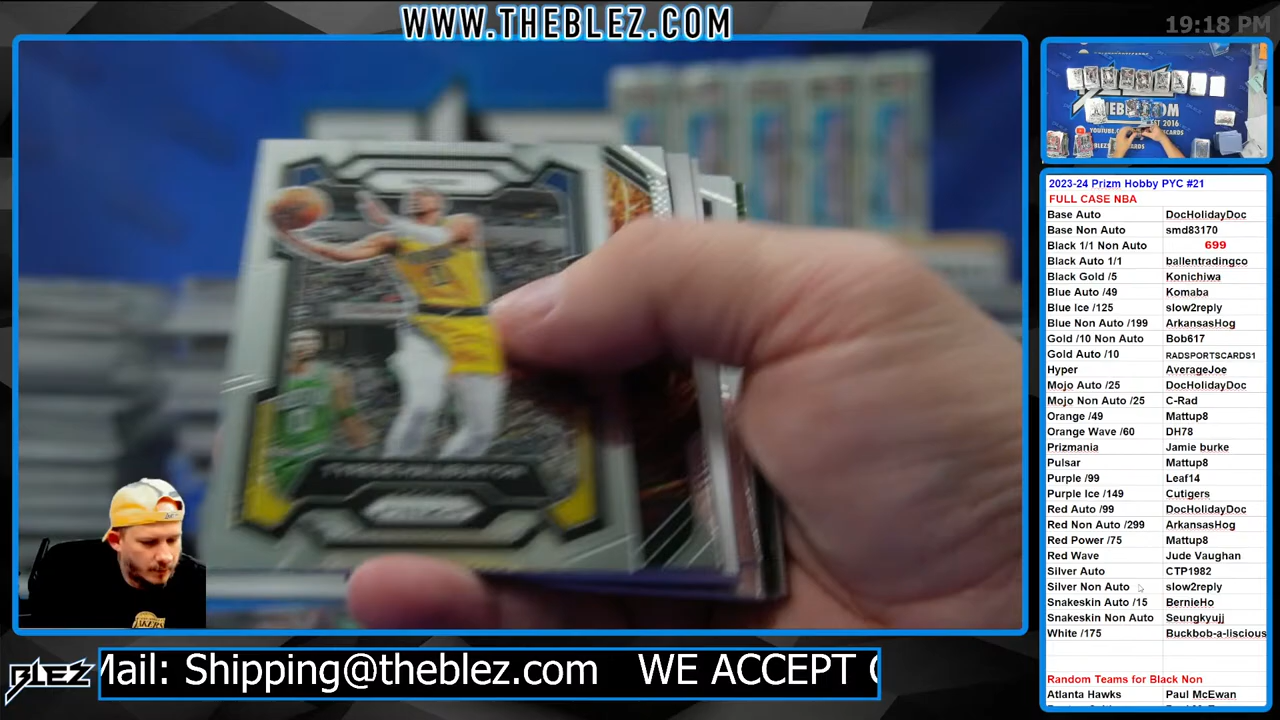 WWW.THEBLEZ.COM
19:18 PM
2023-24 Prizm Hobby PYC #21
FULL CASE NBA
Base Auto DocHolidayDoc
Base Non Auto smd83170
Black 1/1 Non Auto 699
Black Auto 1/1 ballentradingco
Black Gold /5 Konichiwa
Blue Auto /49 Komaba
Blue Ice /125 slow2reply
Blue Non Auto /199 ArkansasHog
Gold /10 Non Auto Bob617
Gold Auto /10 RADSPORTSCARDS1
Hyper AverageJoe
Mojo Auto /25 DocHolidayDoc
Mojo Non Auto /25 C-Rad
Orange /49 Mattup8
Orange Wave /60 DH78
Prizmania Jamie burke
Pulsar Mattup8
Purple /99 Leaf14
Purple Ice /149 Cutigers
Red Auto /99 DocHolidayDoc
Red Non Auto /299 ArkansasHog
Red Power /75 Mattup8
Red Wave Jude Vaughan
Silver Auto CTP1982
Silver Non Auto slow2reply
Snakeskin Auto /15 BernieHo
Snakeskin Non Auto Seungkyujj
White /175 Buckbob-a-liscious
Random Teams for Black Non
Atlanta Hawks Paul McEwan
BLEZ
Mail: Shipping@theblez.com WE ACCEPT